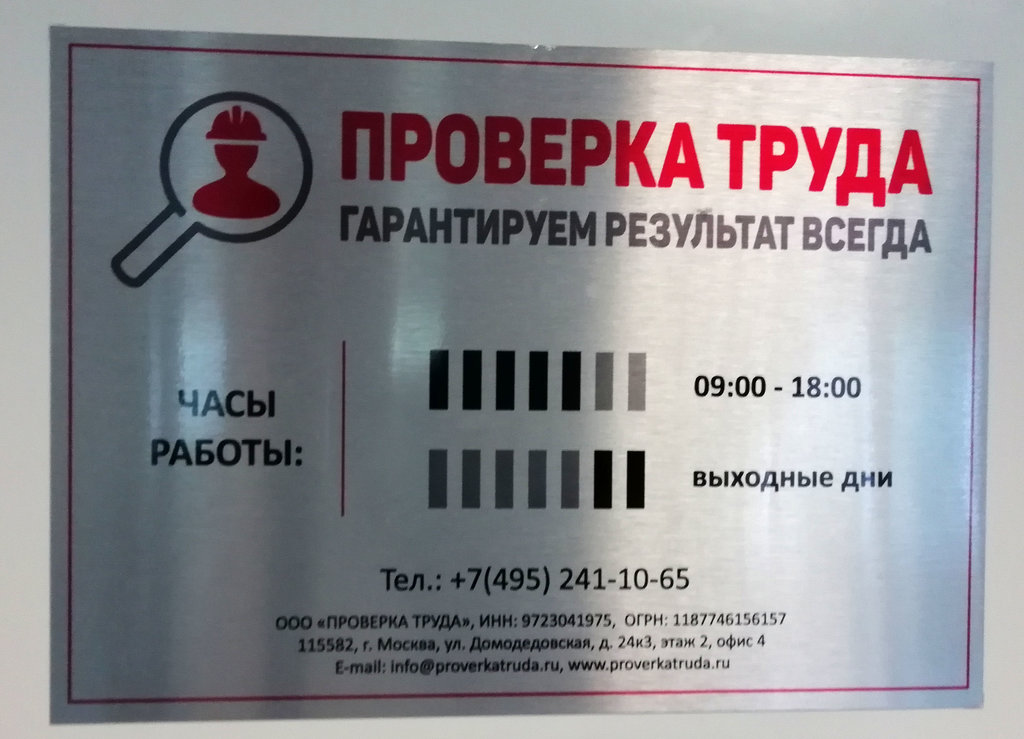 ПРОВЕРКА ТРУДА
ГАРАНТИРУЕМ РЕЗУЛЬТАТ ВСЕГДА
ЧАСЫ
РАБОТЫ:
09:00 - 18:00
выходные дни
Тел.: +7(495) 241-10-65
ООО «ПРОВЕРКА ТРУДА», ИНН: 9723041975, ОГРН: 1187746156157
115582, г. Москва, ул. Домодедовская, д. 24к3, этаж 2, офис 4
E-mail: info@proverkatruda.ru, www.proverkatruda.ru